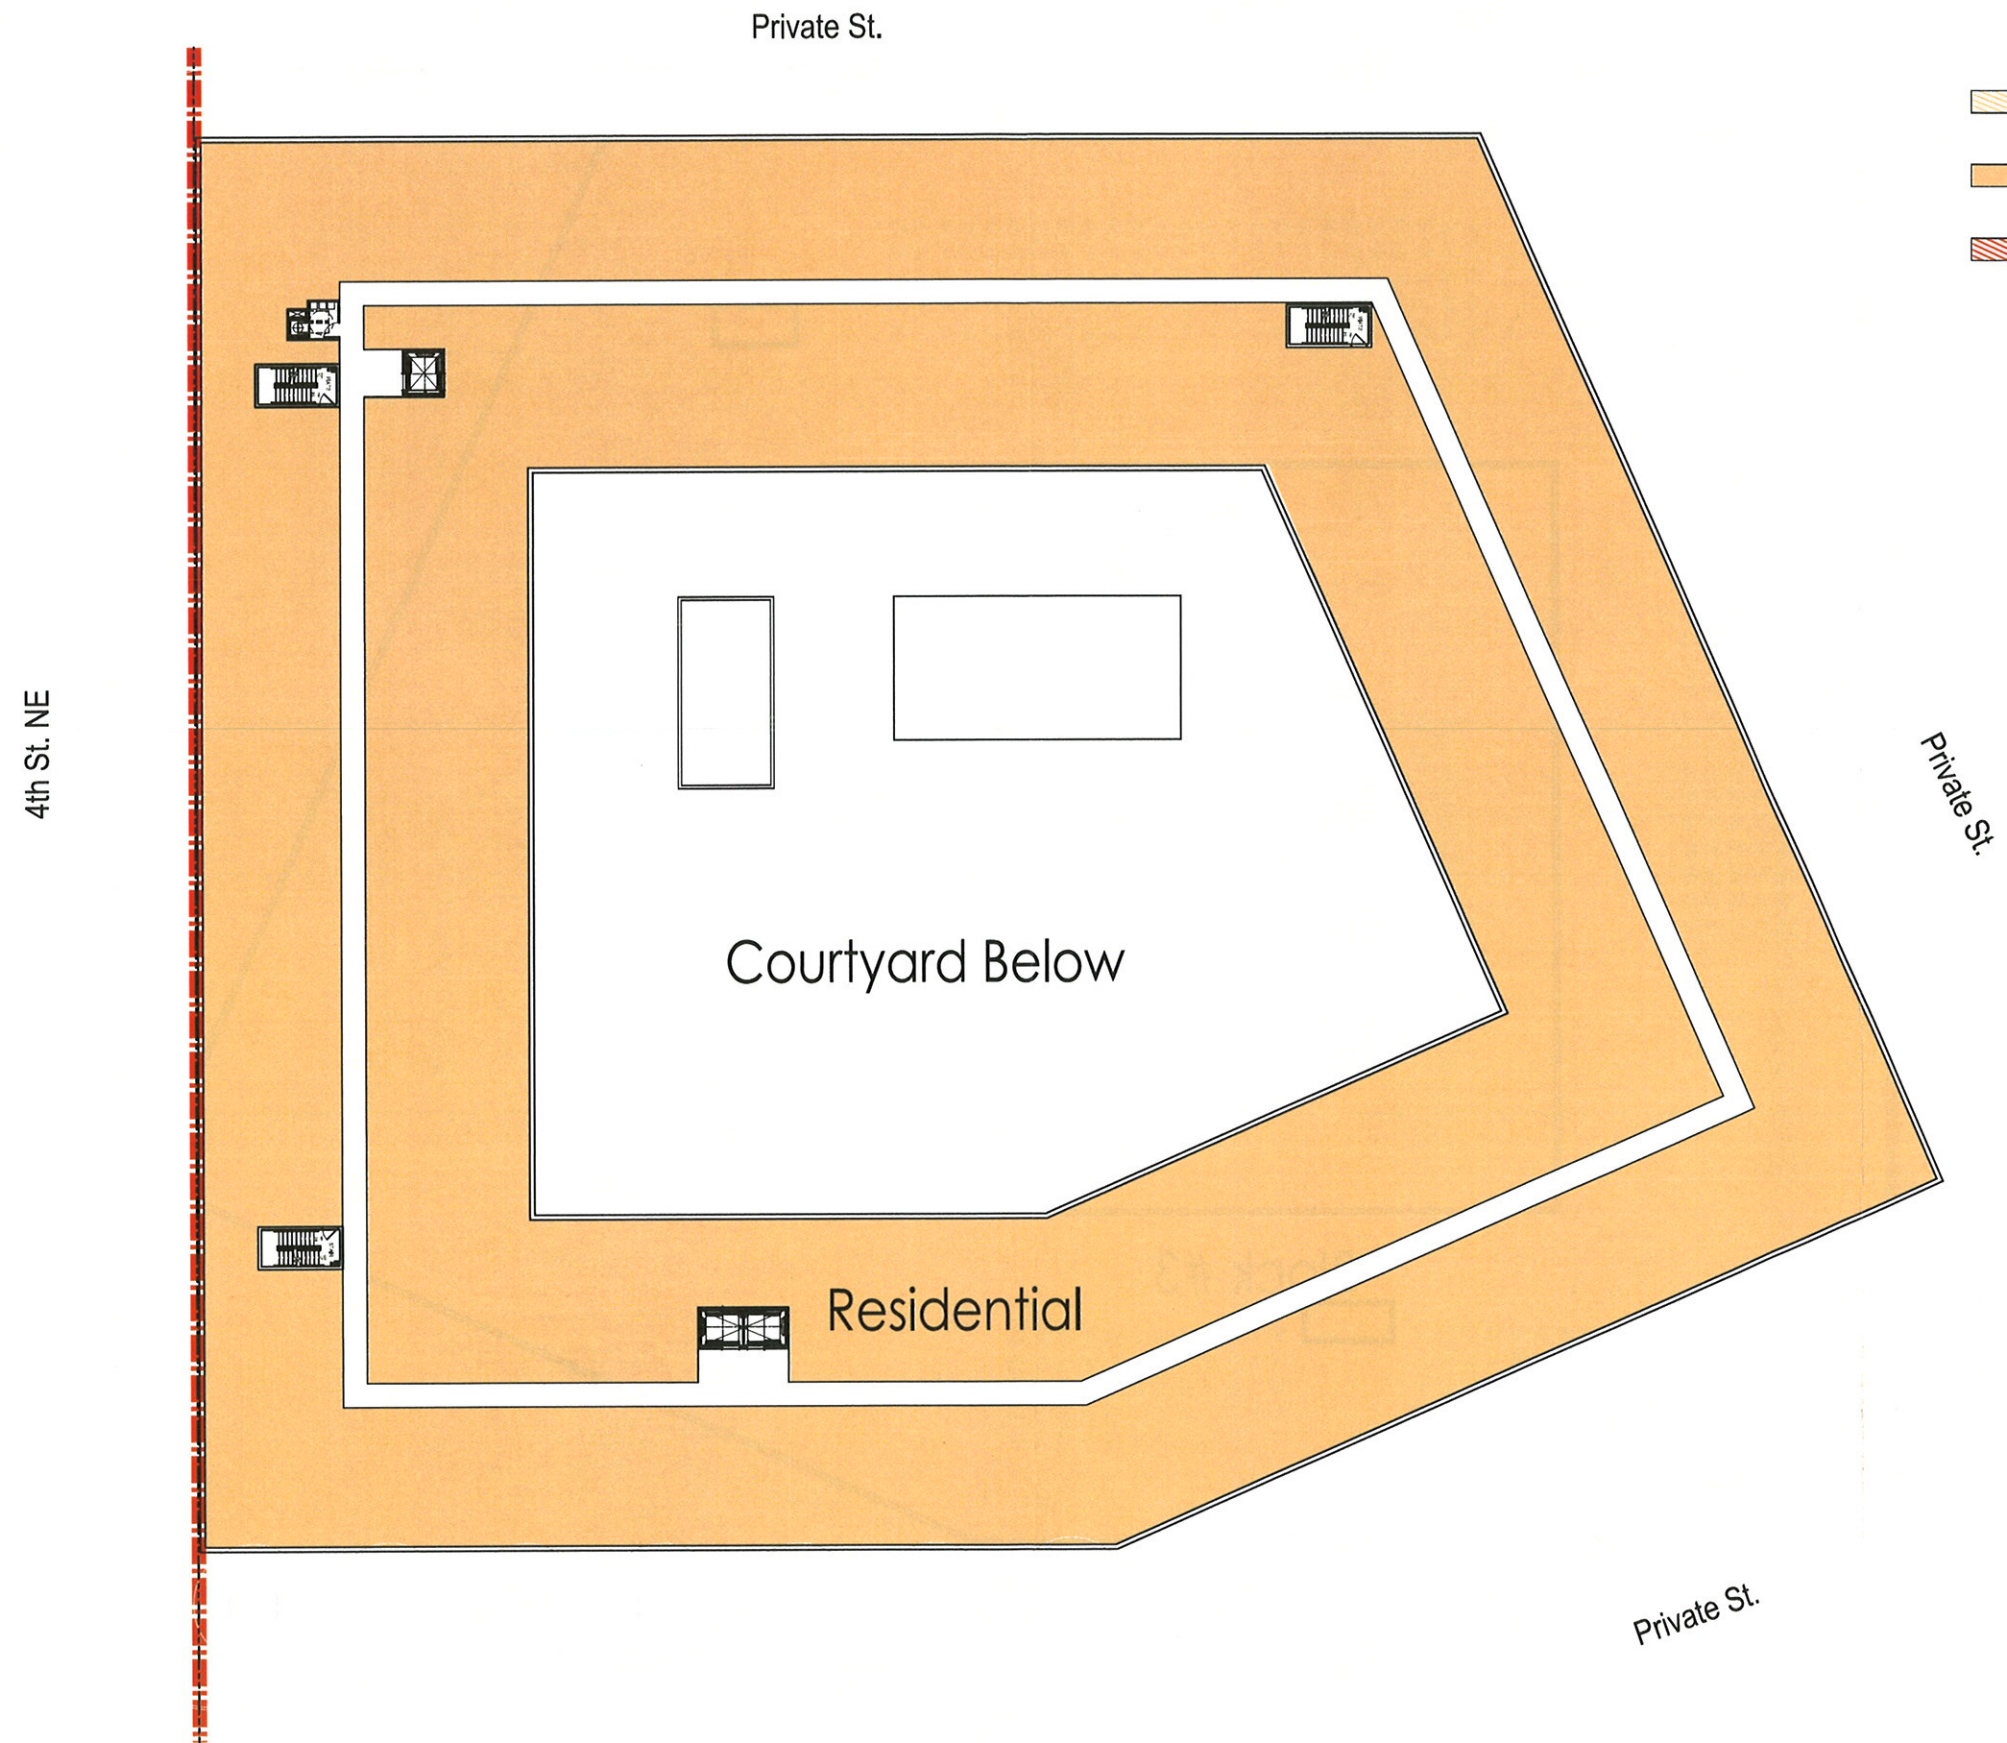 Private St.
4th St. NE
Private St.
Courtyard Below
Residential
Private St.